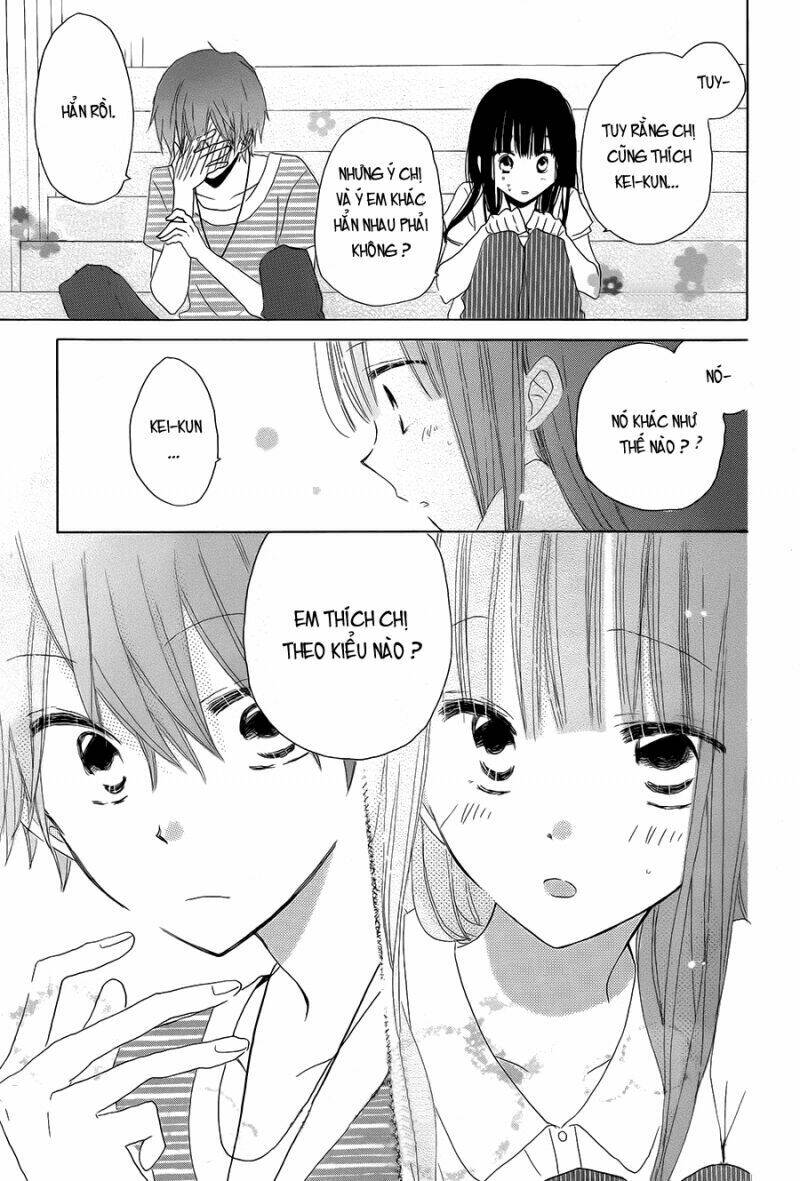 TUY-
TUY RẰNG CHỊ
CŨNG THÍCH
KEI-KUN...
NHƯNG Ý CHỊ
VÀ Ý EM KHÁC
HẲN NHAU PHẢI
KHÔNG ?
HẲN RỒI.
NÓ-
NÓ KHÁC NHƯ
THẾ NÀO ? ?
KEI-KUN
...
EM THÍCH CHỊ
THEO KIỂU NÀO ?